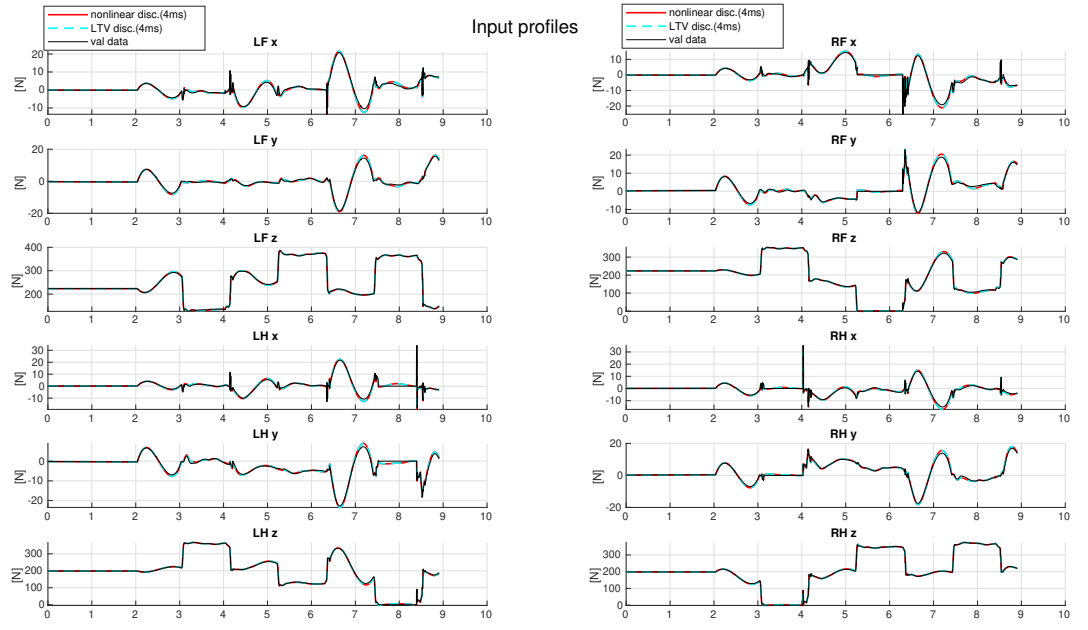 Input profiles
nonlinear disc.(4ms)
LTV disc.(4ms)
val data
LF x
[N]
20
10
0
-10
0 1 2 3 4 5 6 7 8 9 10
LF y
[N]
20
0
-20
0 1 2 3 4 5 6 7 8 9 10
LF z
[N]
400
300
200
0 1 2 3 4 5 6 7 8 9 10
LH x
[N]
30
20
10
0
-10
0 1 2 3 4 5 6 7 8 9 10
LH y
[N]
0
-10
-20
0 1 2 3 4 5 6 7 8 9 10
LH z
[N]
300
200
100
0
0 1 2 3 4 5 6 7 8 9 10
nonlinear disc.(4ms)
LTV disc.(4ms)
val data
RF x
[N]
10
0
-10
-20
0 1 2 3 4 5 6 7 8 9 10
RF y
[N]
20
10
0
-10
0 1 2 3 4 5 6 7 8 9 10
RF z
[N]
300
200
100
0
0 1 2 3 4 5 6 7 8 9 10
RH x
[N]
30
20
10
0
-10
0 1 2 3 4 5 6 7 8 9 10
RH y
[N]
20
0
-20
0 1 2 3 4 5 6 7 8 9 10
RH z
[N]
300
200
100
0
0 1 2 3 4 5 6 7 8 9 10